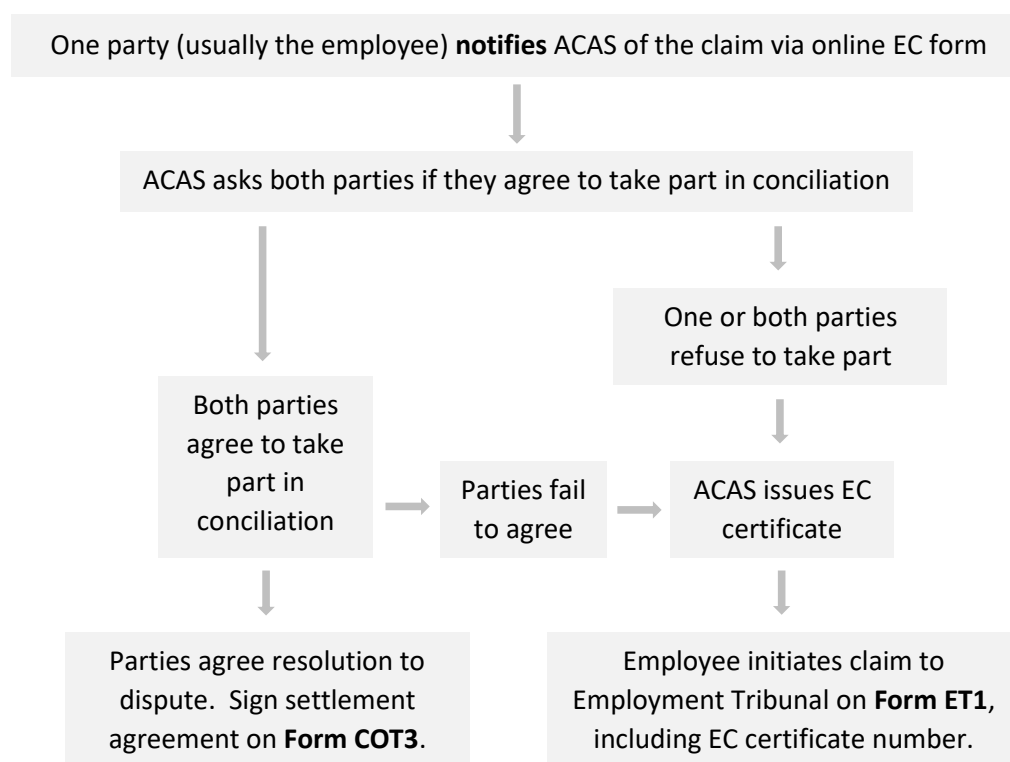 One party (usually the employee) notifies ACAS of the claim via online EC form
ACAS asks both parties if they agree to take part in conciliation
One or both parties
refuse to take part
Both parties
agree to take
part in
conciliation
Parties fail
to agree
ACAS issues EC
certificate
Parties agree resolution to
dispute.  Sign settlement
agreement on Form COT3.
Employee initiates claim to
Employment Tribunal on Form ET1,
including EC certificate number.